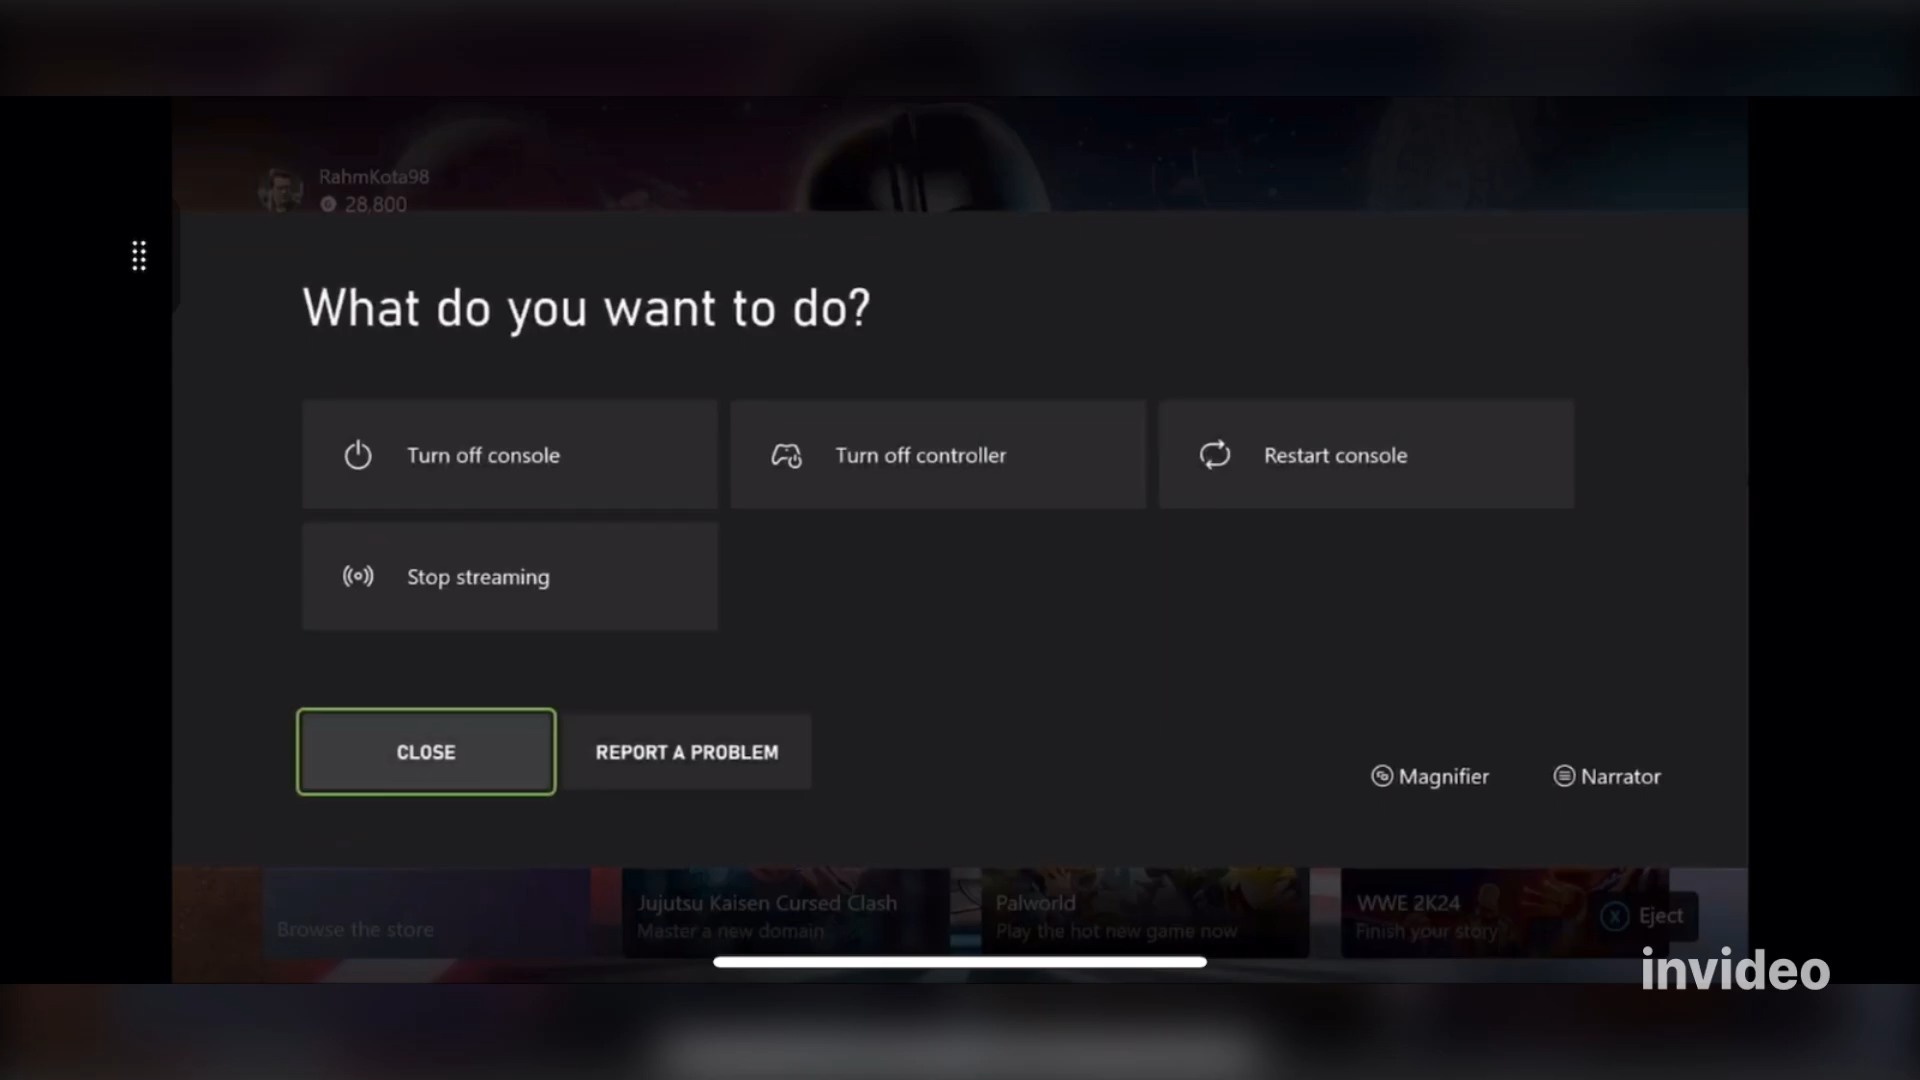 RahmKota98
28,800
What do you want to do?
Turn off console
Turn off controller
Restart console
Stop streaming
CLOSE
REPORT A PROBLEM
Magnifier
Narrator
Browse the store
Jujutsu Kaisen Cursed Clash
Master a new domain
Palworld
Play the hot new game now
WWE 2K24
Finish your story
X Eject
invideo